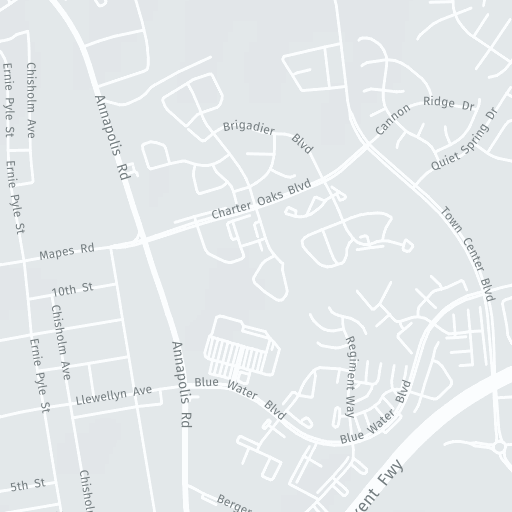 Ernie Pyle St
Chisholm Ave
Annapolis Rd
Brigadier Blvd
Cannon Ridge Dr
Quiet Spring Dr
Ernie Pyle St
Charter Oaks Blvd
Town Center Blvd
Mapes Rd
10th St
Chisholm Ave
Ernie Pyle St
Annapolis Rd
Regiment Way
Llewellyn Ave
Blue Water Blvd
Blue Water Blvd
5th St
Berger
Fwy